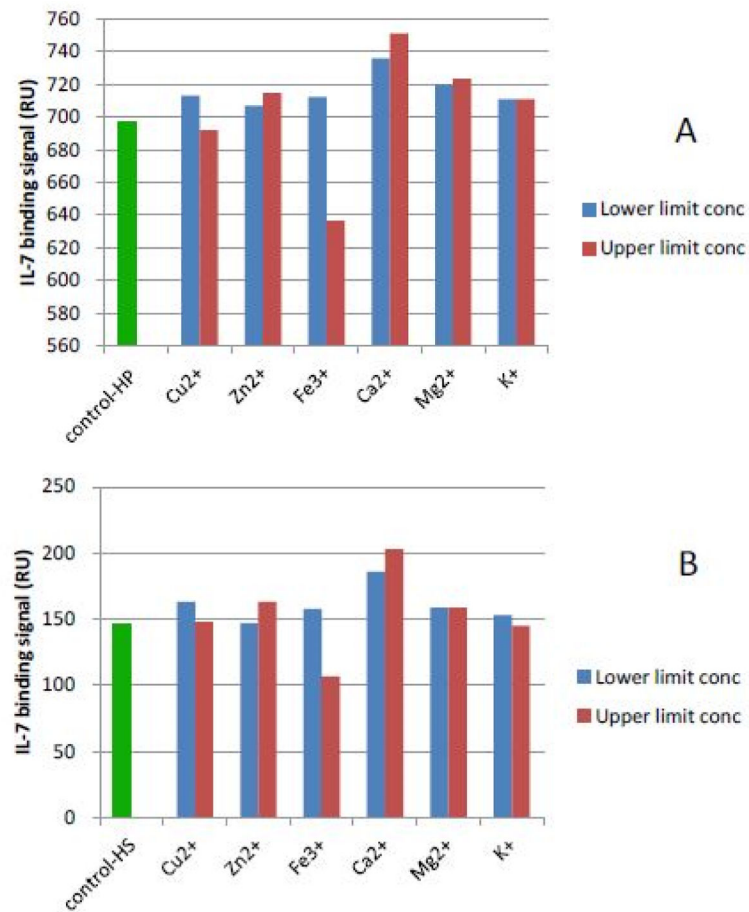 760
740
720
700
680
660
640
620
600
580
560
IL-7 binding signal (RU)
control-HP
Cu2+
Zn2+
Fe3+
Ca2+
Mg2+
K+
A
Lower limit conc
Upper limit conc
250
200
150
100
50
0
IL-7 binding signal (RU)
control-HS
Cu2+
Zn2+
Fe3+
Ca2+
Mg2+
K+
B
Lower limit conc
Upper limit conc